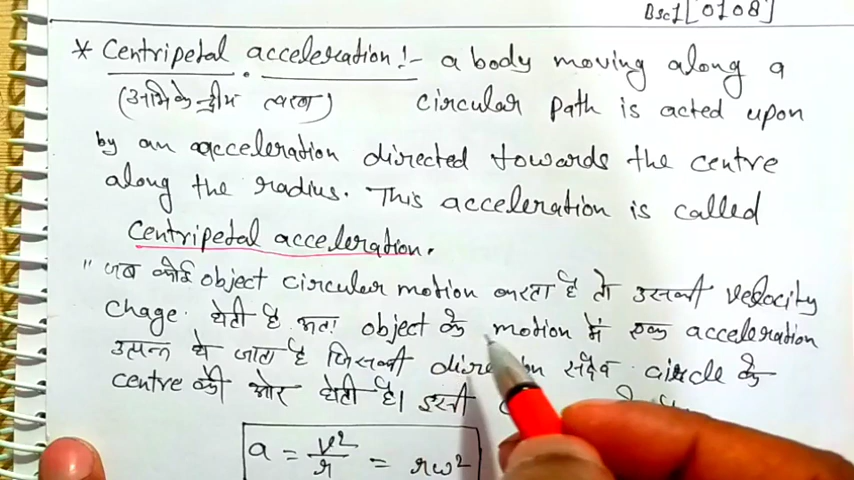 Bsc1 [0108]
* Centripetal acceleration :- a body moving along a
(अभिकेन्द्रीय त्वरण) circular path is acted upon
by an acceleration directed towards the centre
along the radius. This acceleration is called
Centripetal acceleration.
" जब कोई object circular motion करता है तो उसकी velocity
chage होती है अतः object के motion में एक acceleration
उत्पन्न हो जाता है जिसकी direction सदैव circle के
centre की ओर होती है। इसी
a = v²/r = rω²